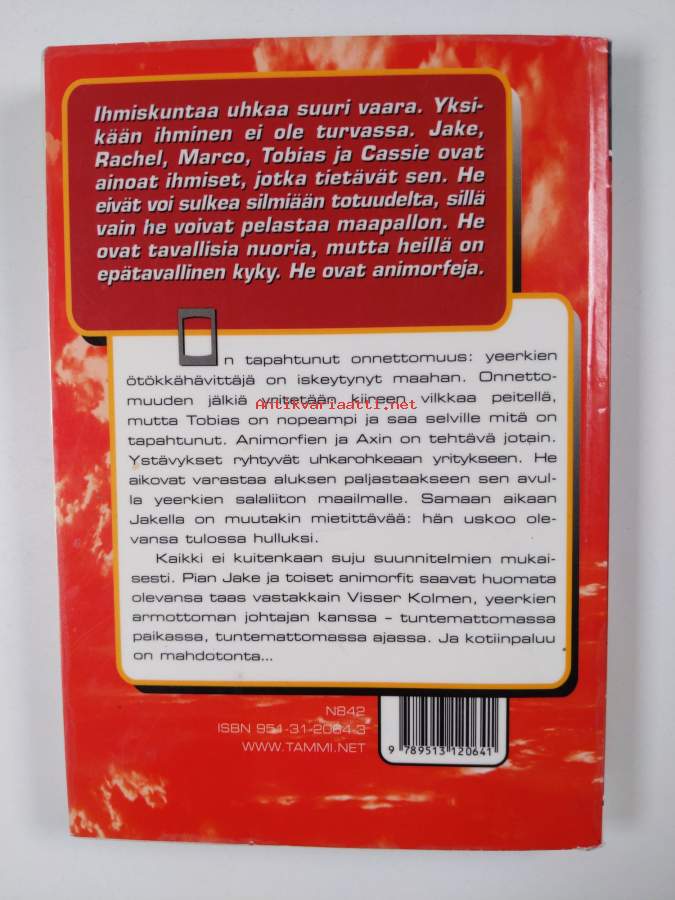 Ihmiskuntaa uhkaa suuri vaara. Yksi-
kään ihminen ei ole turvassa. Jake,
Rachel, Marco, Tobias ja Cassie ovat
ainoat ihmiset, jotka tietävät sen. He
eivät voi sulkea silmiään totuudelta, sillä
vain he voivat pelastaa maapallon. He
ovat tavallisia nuoria, mutta heillä on
epätavallinen kyky. He ovat animorfeja.
On tapahtunut onnettomuus: yeerkien
ötökkähävittäjä on iskeytynyt maahan. Onnetto-
muuden jälkiä yritetään kiireen vilkkaa peitellä,
Antikvariaatti.net
mutta Tobias on nopeampi ja saa selville mitä on
tapahtunut. Animorfien ja Axin on tehtävä jotain.
Ystävykset ryhtyvät uhkarohkeaan yritykseen. He
aikovat varastaa aluksen paljastaakseen sen avul-
la yeerkien salaliiton maailmalle. Samaan aikaan
Jakella on muutakin mietittävää: hän uskoo ole-
vansa tulossa hulluksi.
Kaikki ei kuitenkaan suju suunnitelmien mukai-
sesti. Pian Jake ja toiset animorfit saavat huomata
olevansa taas vastakkain Visser Kolmen, yeerkien
armottoman johtajan kanssa – tuntemattomassa
paikassa, tuntemattomassa ajassa. Ja kotiinpaluu
on mahdotonta...
N842
ISBN 951-31-2064-3
WWW.TAMMI.NET
9 789513 120641